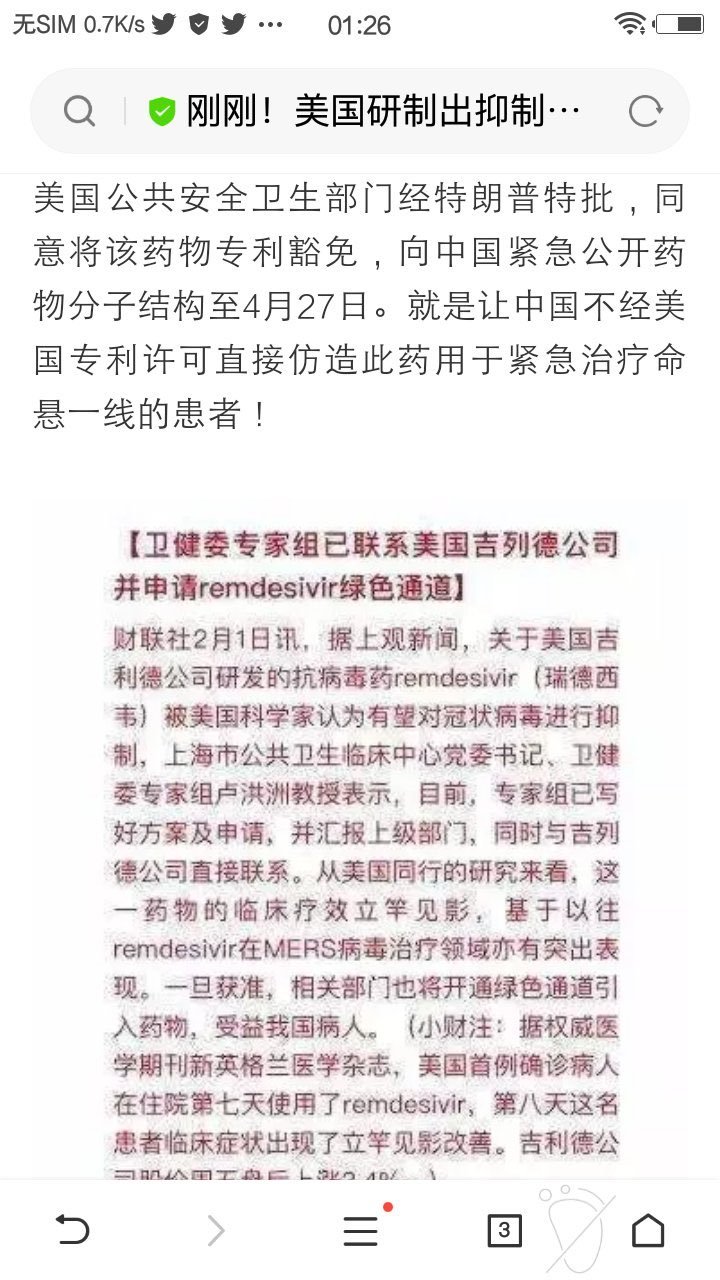 无SIM 0.7K/s 01:26
刚刚！美国研制出抑制…
美国公共安全卫生部门经特朗普特批，同
意将该药物专利豁免，向中国紧急公开药
物分子结构至4月27日。就是让中国不经美
国专利许可直接仿造此药用于紧急治疗命
悬一线的患者！
【卫健委专家组已联系美国吉列德公司
并申请remdesivir绿色通道】
财联社2月1日讯，据上观新闻，关于美国吉
利德公司研发的抗病毒药remdesivir（瑞德西
韦）被美国科学家认为有望对冠状病毒进行抑
制，上海市公共卫生临床中心党委书记、卫健
委专家组卢洪洲教授表示，目前，专家组已写
好方案及申请，并汇报上级部门，同时与吉列
德公司直接联系。从美国同行的研究来看，这
一药物的临床疗效立竿见影，基于以往
remdesivir在MERS病毒治疗领域亦有突出表
现。一旦获准，相关部门也将开通绿色通道引
入药物，受益我国病人。（小财注：据权威医
学期刊新英格兰医学杂志，美国首例确诊病人
在住院第七天使用了remdesivir，第八天这名
患者临床症状出现了立竿见影改善。吉利德公
3